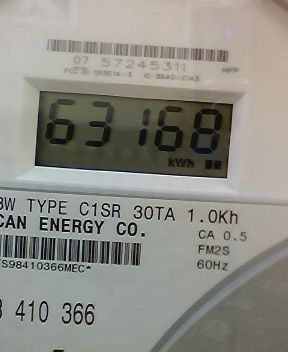 07 57245311
HPP
63168
kWh
3W TYPE C1SR 30TA 1.0Kh
CAN ENERGY CO.
CA 0.5
FM2S
60Hz
S98410366MEC*
410 366